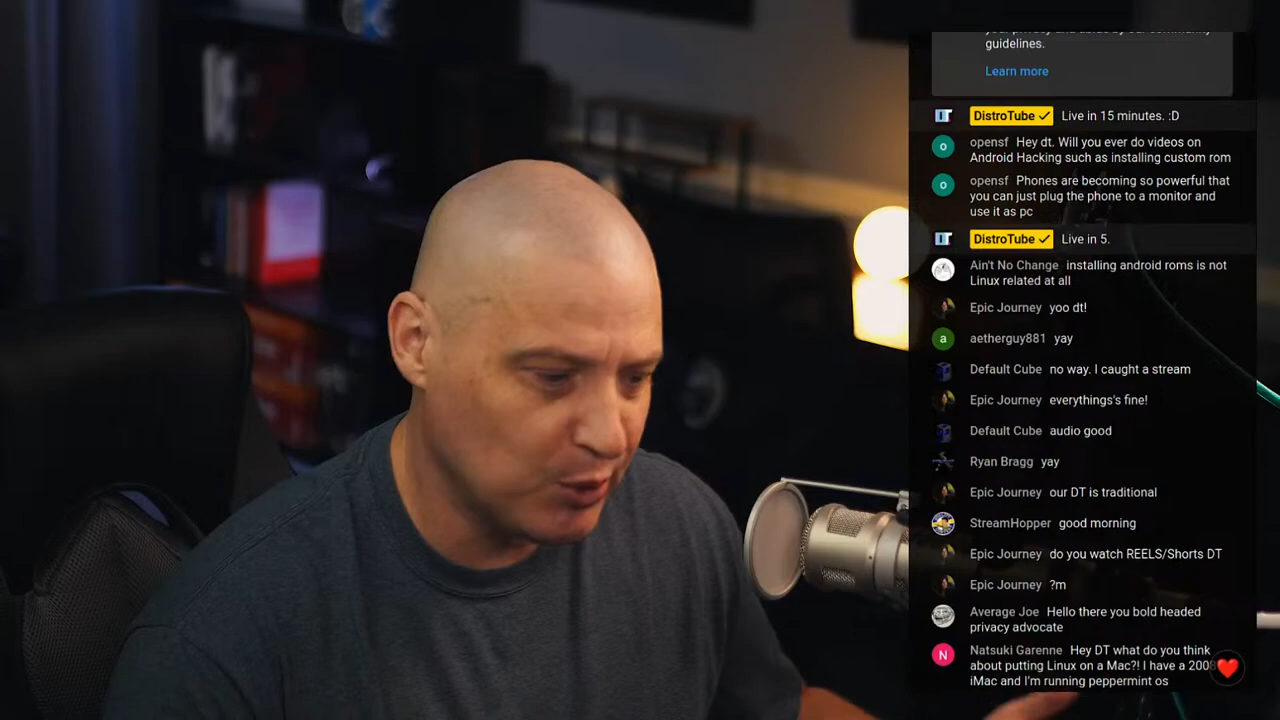 guidelines.
Learn more
DistroTube Live in 15 minutes. :D
opensf Hey dt. Will you ever do videos on
Android Hacking such as installing custom rom
opensf Phones are becoming so powerful that
you can just plug the phone to a monitor and
use it as pc
DistroTube Live in 5.
Ain't No Change installing android roms is not
Linux related at all
Epic Journey yoo dt!
a
aetherguy881 yay
Default Cube no way. I caught a stream
Epic Journey everythings's fine!
Default Cube audio good
Ryan Bragg yay
Epic Journey our DT is traditional
StreamHopper good morning
Epic Journey do you watch REELS/Shorts DT
Epic Journey ?m
Average Joe Hello there you bold headed
privacy advocate
N
Natsuki Garenne Hey DT what do you think
about putting Linux on a Mac?! I have a 2008
iMac and I'm running peppermint os